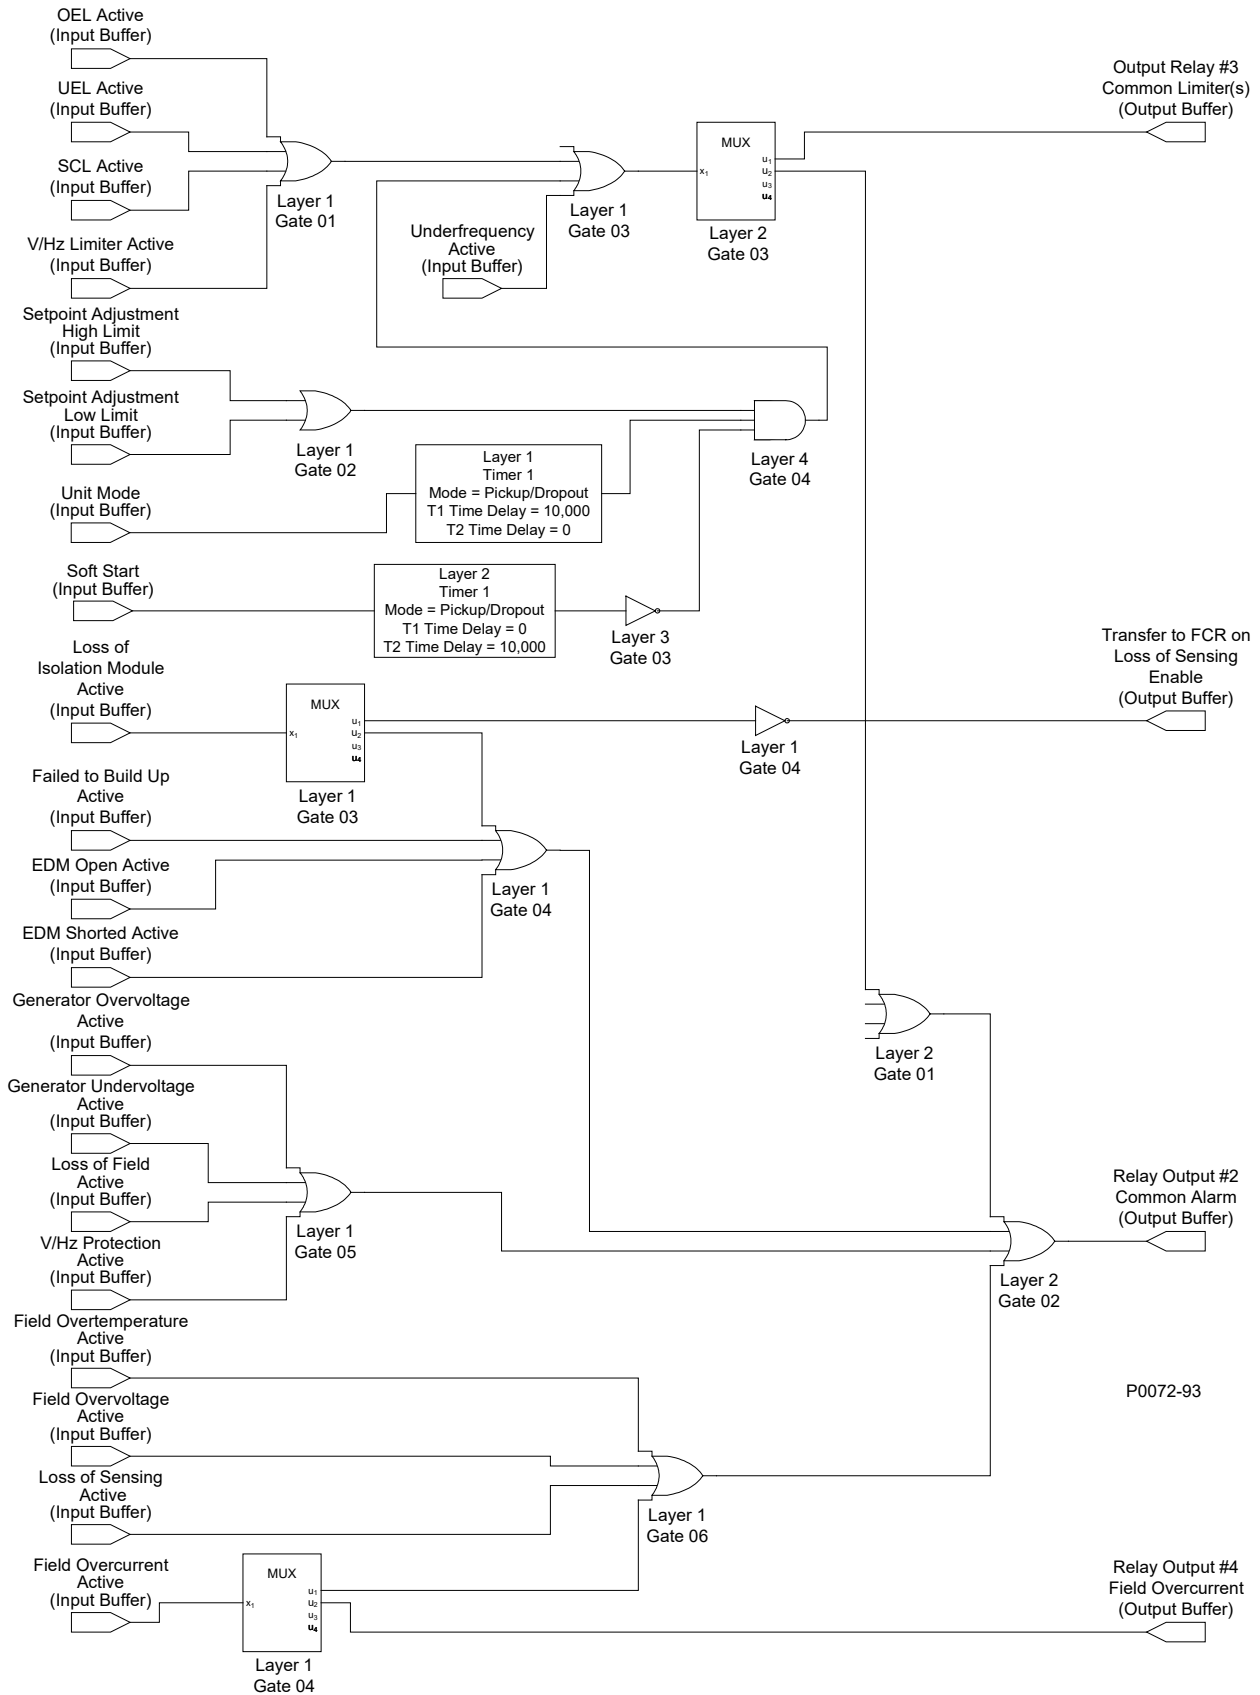 OEL Active
(Input Buffer)
UEL Active
(Input Buffer)
SCL Active
(Input Buffer)
V/Hz Limiter Active
(Input Buffer)
Layer 1
Gate 01
Underfrequency
Active
(Input Buffer)
Layer 1
Gate 03
MUX
x1
u1
u2
u3
u4
Layer 2
Gate 03
Output Relay #3
Common Limiter(s)
(Output Buffer)
Setpoint Adjustment
High Limit
(Input Buffer)
Setpoint Adjustment
Low Limit
(Input Buffer)
Layer 1
Gate 02
Unit Mode
(Input Buffer)
Layer 1
Timer 1
Mode = Pickup/Dropout
T1 Time Delay = 10,000
T2 Time Delay = 0
Layer 4
Gate 04
Soft Start
(Input Buffer)
Layer 2
Timer 1
Mode = Pickup/Dropout
T1 Time Delay = 0
T2 Time Delay = 10,000
Layer 3
Gate 03
Loss of
Isolation Module
Active
(Input Buffer)
MUX
x1
u1
u2
u3
u4
Layer 1
Gate 03
Layer 1
Gate 04
Transfer to FCR on
Loss of Sensing
Enable
(Output Buffer)
Failed to Build Up
Active
(Input Buffer)
EDM Open Active
(Input Buffer)
EDM Shorted Active
(Input Buffer)
Layer 1
Gate 04
Generator Overvoltage
Active
(Input Buffer)
Generator Undervoltage
Active
(Input Buffer)
Loss of Field
Active
(Input Buffer)
V/Hz Protection
Active
(Input Buffer)
Layer 1
Gate 05
Layer 2
Gate 01
Relay Output #2
Common Alarm
(Output Buffer)
Layer 2
Gate 02
Field Overtemperature
Active
(Input Buffer)
Field Overvoltage
Active
(Input Buffer)
Loss of Sensing
Active
(Input Buffer)
Layer 1
Gate 06
P0072-93
Field Overcurrent
Active
(Input Buffer)
MUX
x1
u1
u2
u3
u4
Layer 1
Gate 04
Relay Output #4
Field Overcurrent
(Output Buffer)